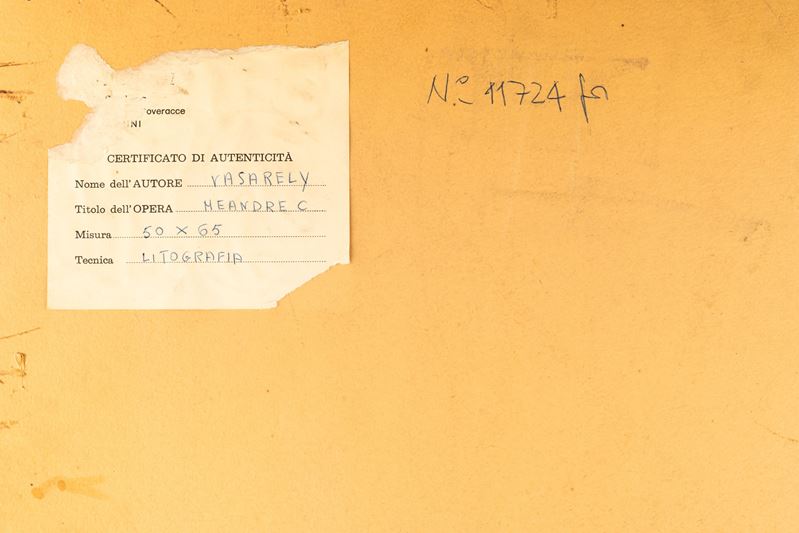 overacce
NI
CERTIFICATO DI AUTENTICITÀ
Nome dell'AUTORE VASARELY
Titolo dell'OPERA MEANDRE C
Misura 50 X 65
Tecnica LITOGRAFIA
N.o 11724